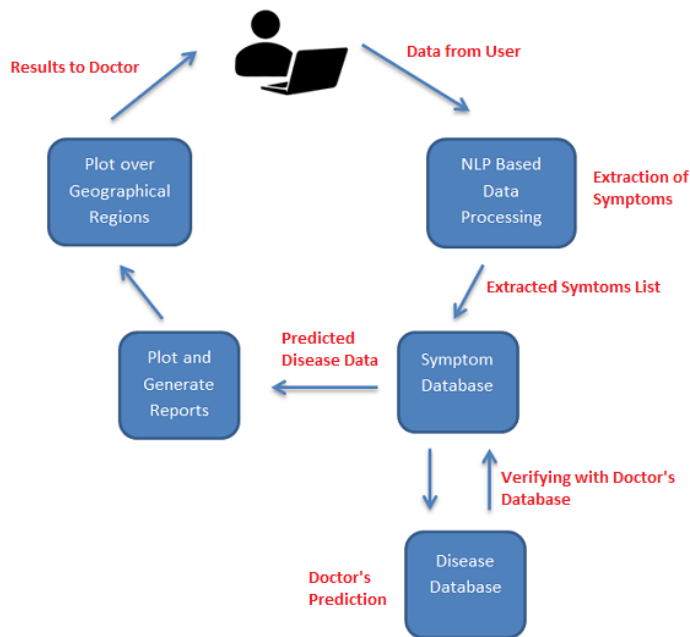 Results to Doctor
Data from User
Plot over
Geographical
Regions
NLP Based
Data
Processing
Extraction of
Symptoms
Extracted Symtoms List
Predicted
Disease Data
Plot and
Generate
Reports
Symptom
Database
Verifying with Doctor's
Database
Doctor's
Prediction
Disease
Database